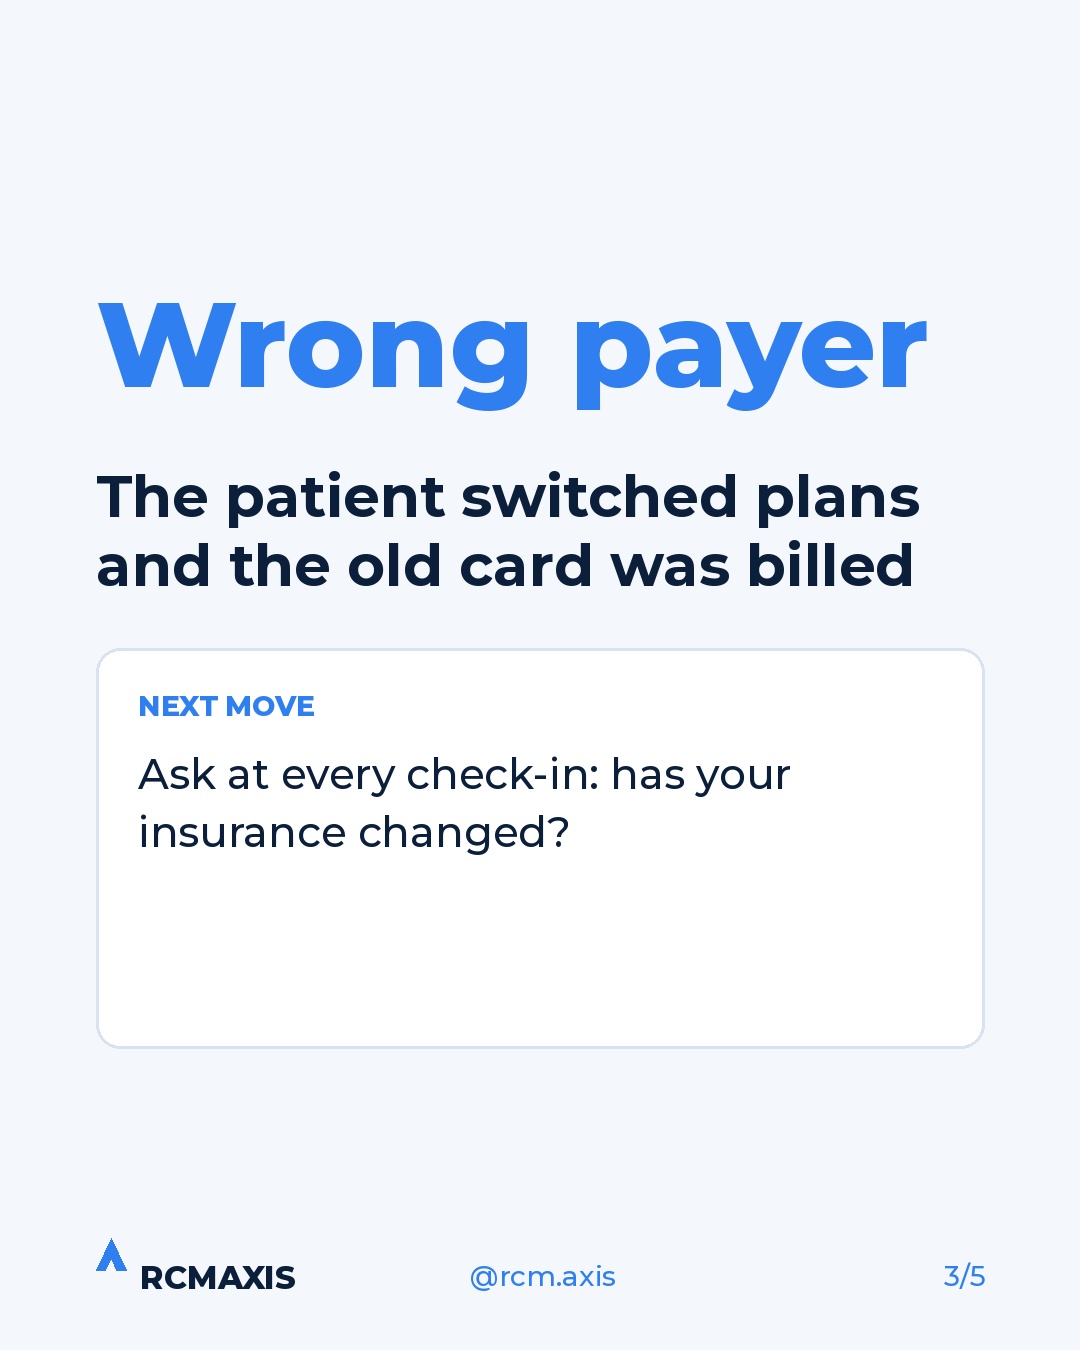 Wrong payer
The patient switched plans
and the old card was billed
NEXT MOVE
Ask at every check-in: has your
insurance changed?
RCMAXIS
@rcm.axis
3/5